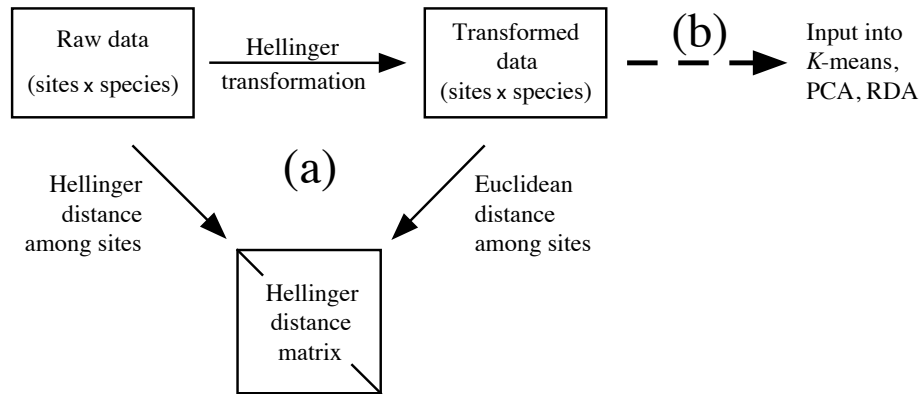 Raw data
(sites x species)
Hellinger
transformation
Transformed
data
(sites x species)
(b)
Input into
K-means,
PCA, RDA
(a)
Hellinger
distance
among sites
Euclidean
distance
among sites
Hellinger
distance
matrix